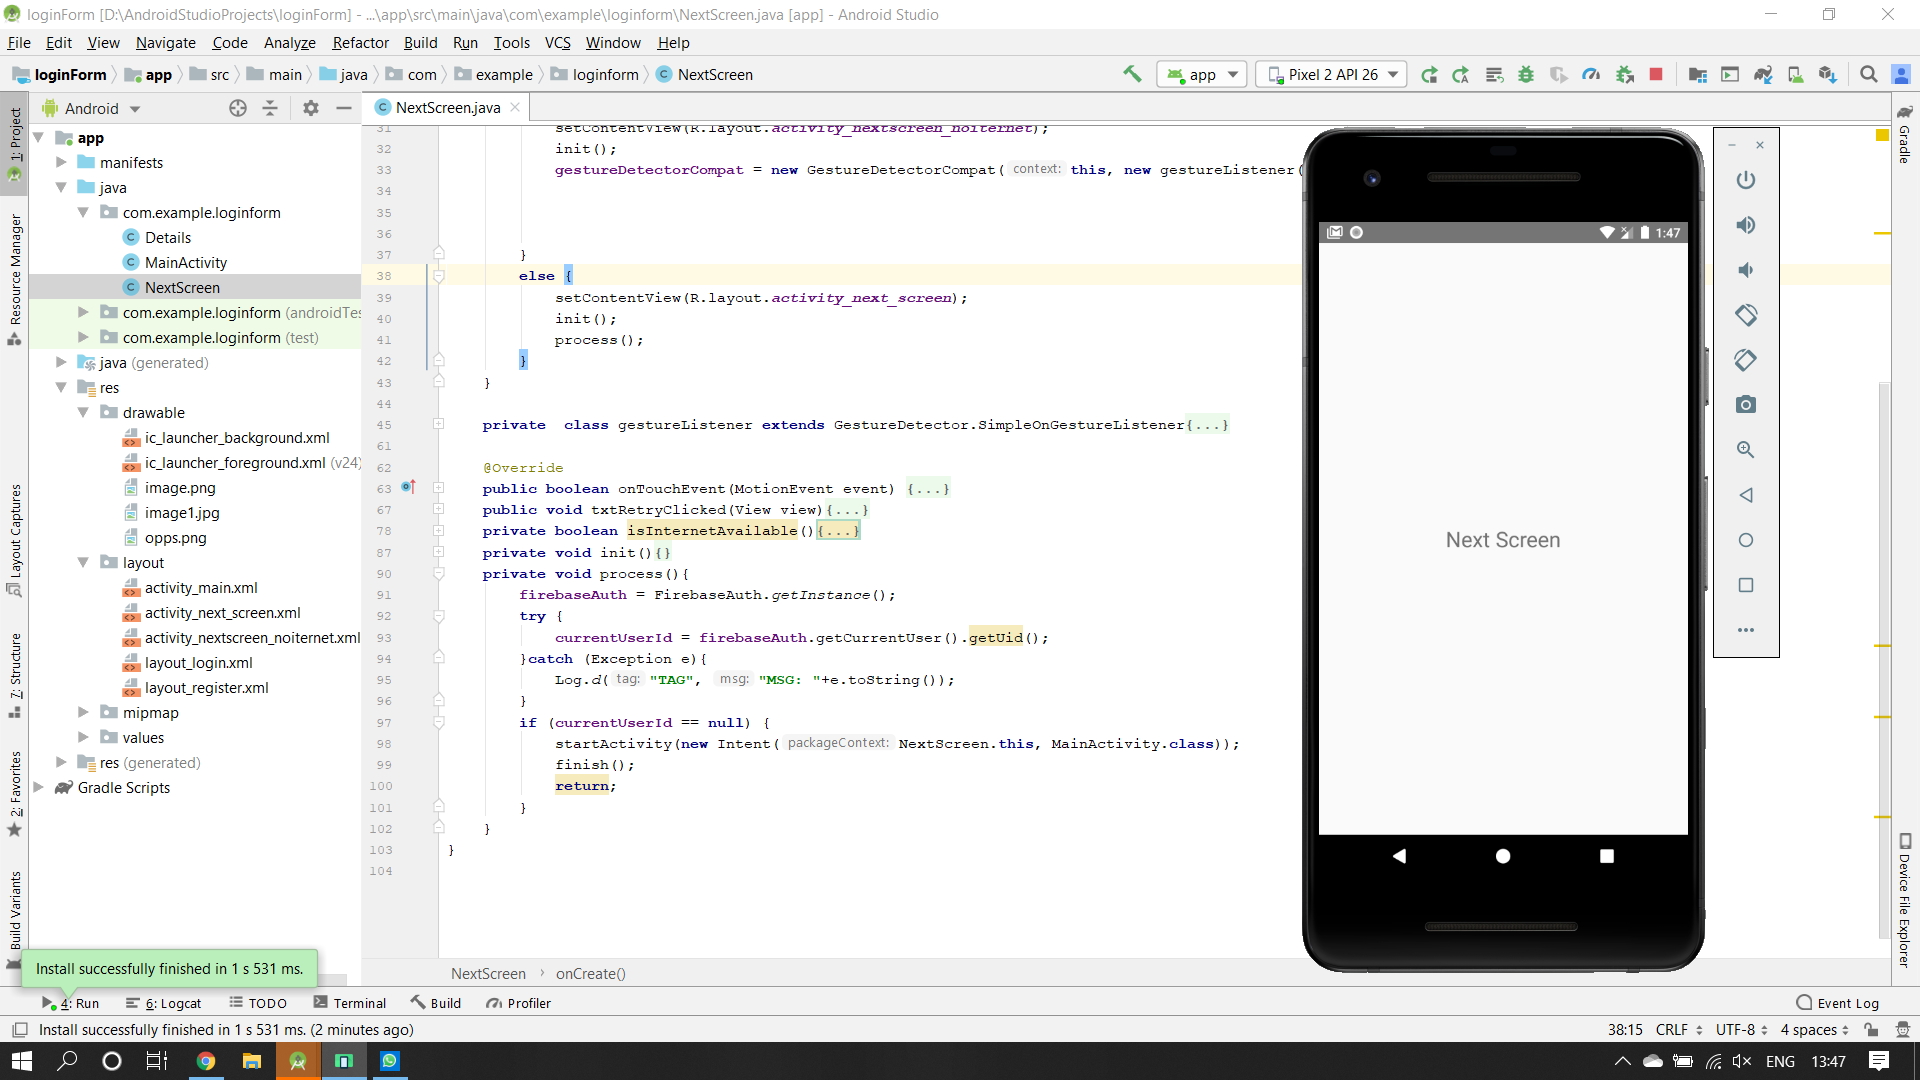 loginForm [D:\AndroidStudioProjects\loginForm] - ...\app\src\main\java\com\example\loginform\NextScreen.java [app] - Android Studio
File Edit View Navigate Code Analyze Refactor Build Run Tools VCS Window Help
loginForm app src main java com example loginform NextScreen
app Pixel 2 API 26
Android
NextScreen.java
1: Project
Resource Manager
Layout Captures
7: Structure
2: Favorites
Build Variants
app
manifests
java
com.example.loginform
Details
MainActivity
NextScreen
com.example.loginform (androidTes
com.example.loginform (test)
java (generated)
res
drawable
ic_launcher_background.xml
ic_launcher_foreground.xml (v24)
image.png
image1.jpg
opps.png
layout
activity_main.xml
activity_next_screen.xml
activity_nextscreen_noiternet.xml
layout_login.xml
layout_register.xml
mipmap
values
res (generated)
Gradle Scripts
31 setContentView(R.layout.activity_nextscreen_noiternet);
32 init();
33 gestureDetectorCompat = new GestureDetectorCompat( context: this, new gestureListener(
34
35
36
37 }
38 else {
39 setContentView(R.layout.activity_next_screen);
40 init();
41 process();
42 }
43 }
44
45 private class gestureListener extends GestureDetector.SimpleOnGestureListener{...}
61
62 @Override
63 public boolean onTouchEvent(MotionEvent event) {...}
67 public void txtRetryClicked(View view){...}
78 private boolean isInternetAvailable(){...}
87 private void init(){}
90 private void process(){
91 firebaseAuth = FirebaseAuth.getInstance();
92 try {
93 currentUserId = firebaseAuth.getCurrentUser().getUid();
94 }catch (Exception e){
95 Log.d( tag: "TAG", msg: "MSG: "+e.toString());
96 }
97 if (currentUserId == null) {
98 startActivity(new Intent( packageContext: NextScreen.this, MainActivity.class));
99 finish();
100 return;
101 }
102 }
103 }
104
1:47
Next Screen
Gradle
Device File Explorer
Install successfully finished in 1 s 531 ms.
NextScreen › onCreate()
4: Run 6: Logcat TODO Terminal Build Profiler Event Log
Install successfully finished in 1 s 531 ms. (2 minutes ago) 38:15 CRLF UTF-8 4 spaces
ENG 13:47